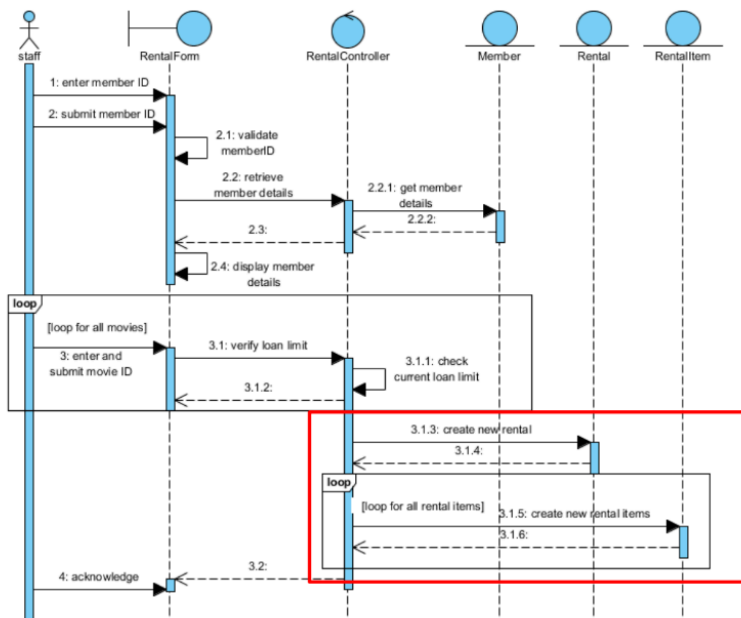 staff
RentalForm
RentalController
Member
Rental
RentalItem
1: enter member ID
2: submit member ID
2.1: validate
memberID
2.2: retrieve
member details
2.2.1: get member
details
2.2.2:
2.3:
2.4: display member
details
loop
[loop for all movies]
3: enter and
submit movie ID
3.1: verify loan limit
3.1.1: check
current loan limit
3.1.2:
3.1.3: create new rental
3.1.4:
loop
[loop for all rental items]
3.1.5: create new rental items
3.1.6:
3.2:
4: acknowledge